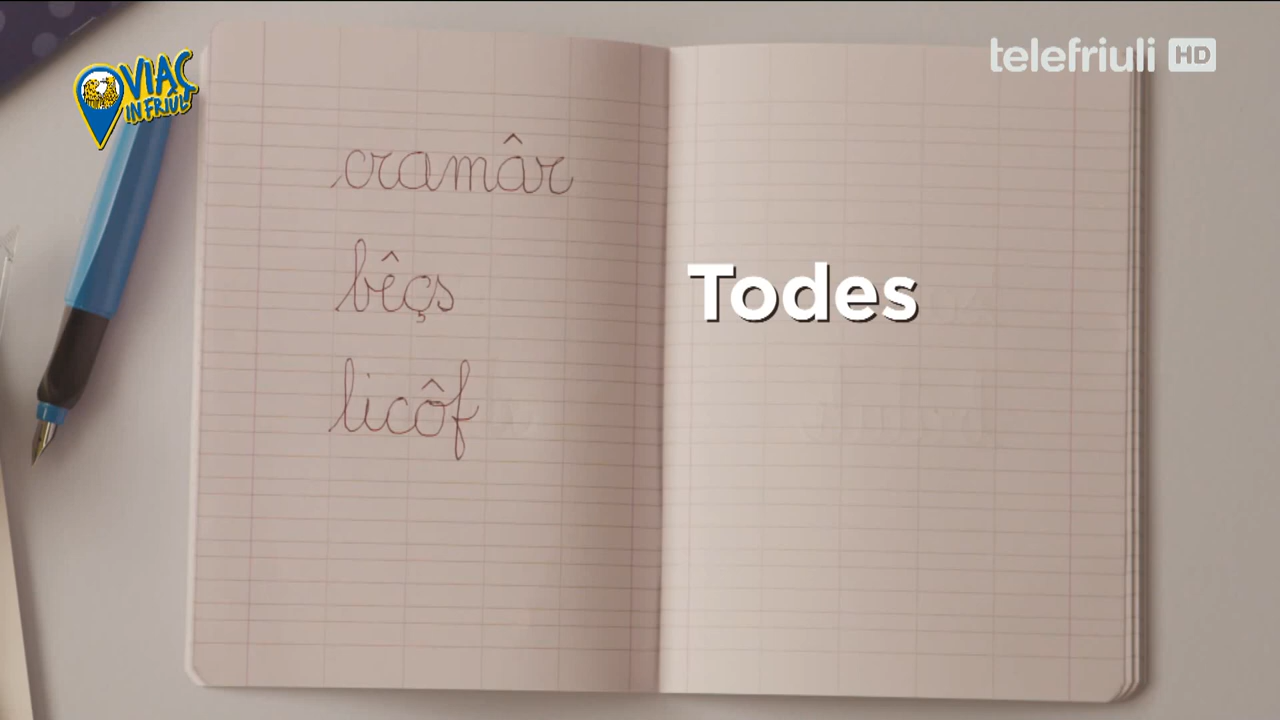 VIAÇ
IN FRIÛL
telefriuli HD
cramâr
bêçs
licôf
Todes